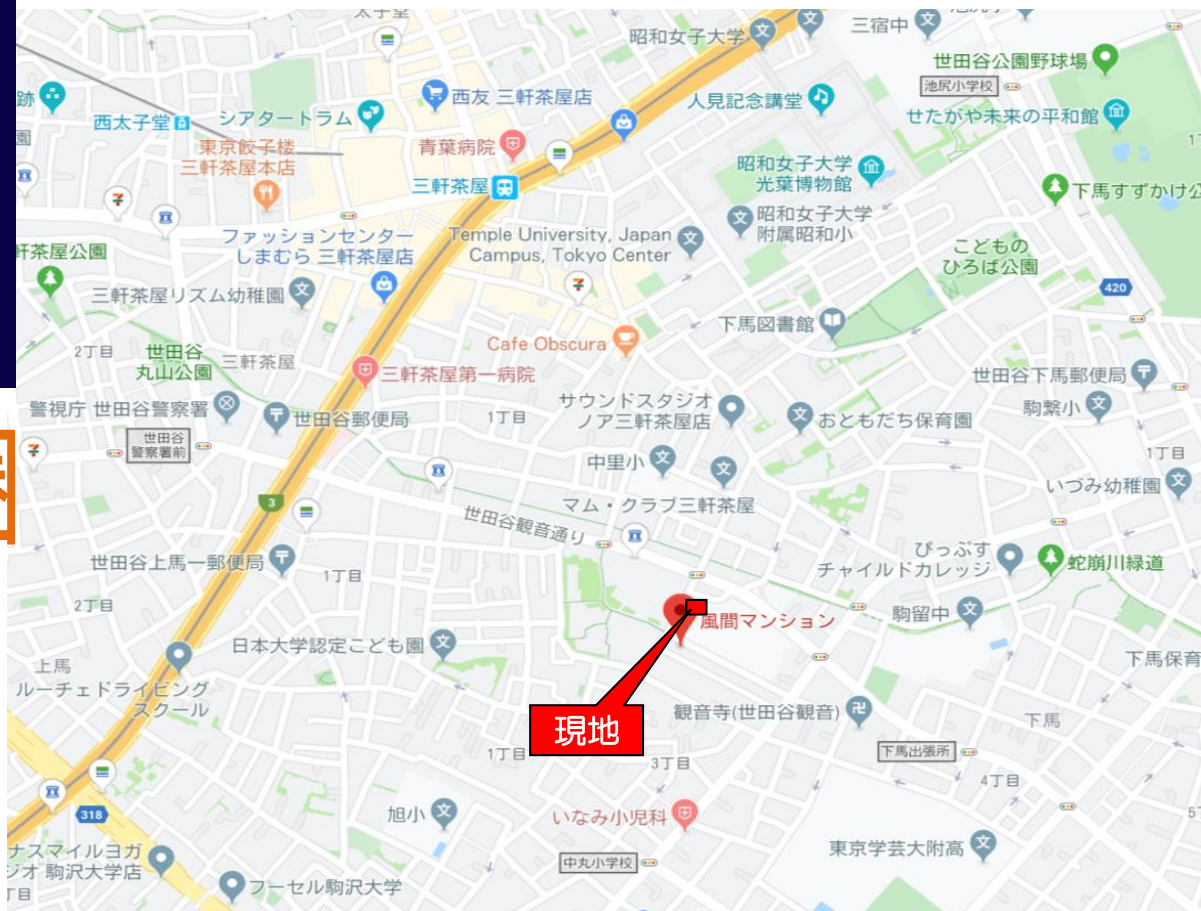 太子堂
昭和女子大学
三宿中
世田谷公園野球場
池尻小学校
跡
西友 三軒茶屋店
人見記念講堂
せたがや未来の平和館
西太子堂
シアタートラム
園
東京餃子楼
三軒茶屋本店
青葉病院
昭和女子大学
光葉博物館
三軒茶屋
下馬すずかけ公
昭和女子大学
附属昭和小
ファッションセンター
しまむら 三軒茶屋店
Temple University, Japan
Campus, Tokyo Center
こどもの
ひろば公園
軒茶屋公園
三軒茶屋リズム幼稚園
420
下馬図書館
Cafe Obscura
2丁目
世田谷
丸山公園
三軒茶屋
三軒茶屋第一病院
世田谷下馬郵便局
警視庁 世田谷警察署
世田谷郵便局
1丁目
サウンドスタジオ
ノア三軒茶屋店
おともだち保育園
駒繋小
世田谷
警察署前
中里小
1丁目
いづみ幼稚園
マム・クラブ三軒茶屋
3
世田谷観音通り
世田谷上馬一郵便局
1丁目
ぴっぷす
チャイルドカレッジ
蛇崩川緑道
2丁目
風間マンション
駒留中
日本大学認定こども園
上馬
下馬保育
ルーチェドライビング
スクール
現地
観音寺(世田谷観音)
下馬
下馬出張所
1丁目
3丁目
4丁目
318
旭小
いなみ小児科
5
ナスマイルヨガ
ジオ 駒沢大学店
中丸小学校
東京学芸大附高
丁目
フーセル駒沢大学